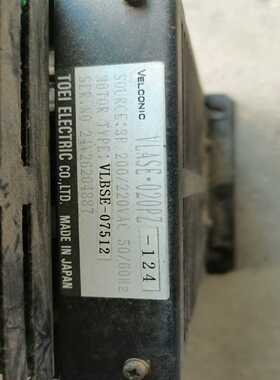 VELCONIC
VLASE-020PZ
-124
SOURCE:3P 200/220VAC 50/60HZ
MOTOR TYPE: VLBSE-07512
TOEI ELECTRIC CO.,LTD.
MADE IN JAPAN